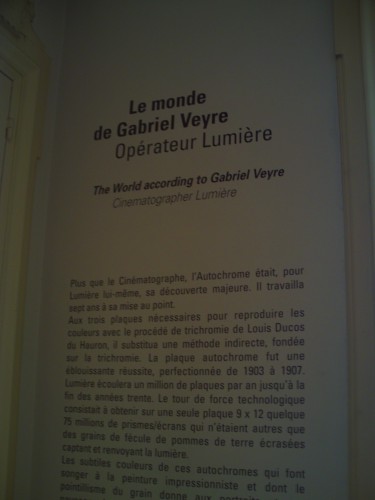 Le monde
de Gabriel Veyre
Opérateur Lumière
The World according to Gabriel Veyre
Cinematographer Lumière
Plus que le Cinématographe, l'Autochrome était, pour
Lumière lui-même, sa découverte majeure. Il travailla
sept ans à sa mise au point.
Aux trois plaques nécessaires pour reproduire les
couleurs avec le procédé de trichromie de Louis Ducos
du Hauron, il substitua une méthode indirecte, fondée
sur la trichromie. La plaque autochrome fut une
éblouissante réussite, perfectionnée de 1903 à 1907.
Lumière écoulera un million de plaques par an jusqu'à la
fin des années trente. Le tour de force technologique
consistait à obtenir sur une seule plaque 9 x 12 quelque
75 millions de prismes/écrans qui n'étaient autres que
des grains de fécule de pommes de terre écrasées
captant et renvoyant la lumière.
Les subtiles couleurs de ces autochromes qui font
songer à la peinture impressionniste et dont le
pointillisme du grain donne aux portraits